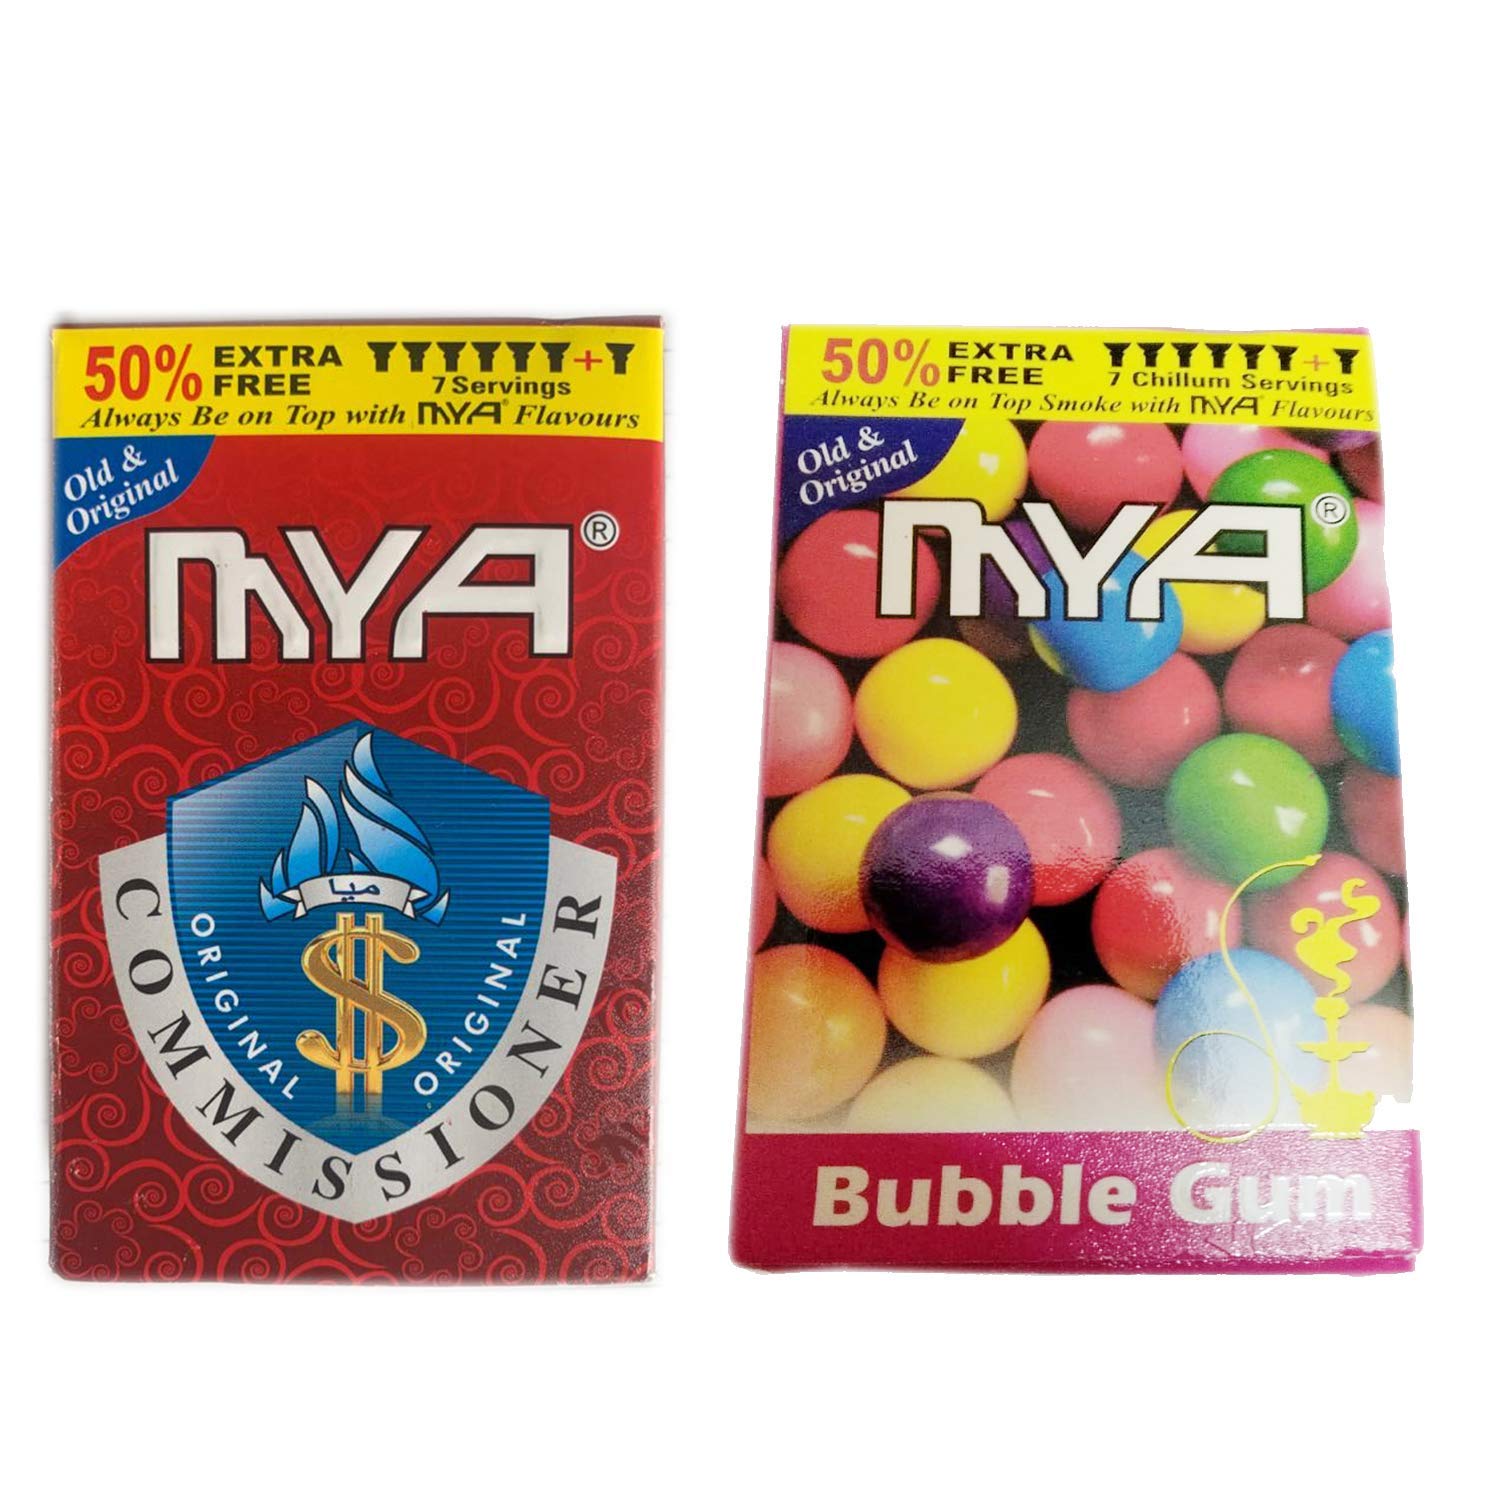 50% EXTRA FREE + 7 Servings
Always Be on Top with MYA® Flavours
Old & Original
MYA®
ميا
$
ORIGINAL ORIGINAL
COMMISSIONER
50% EXTRA FREE + 7 Chillum Servings
Always Be on Top Smoke with MYA® Flavours
Old & Original
MYA®
Bubble Gum